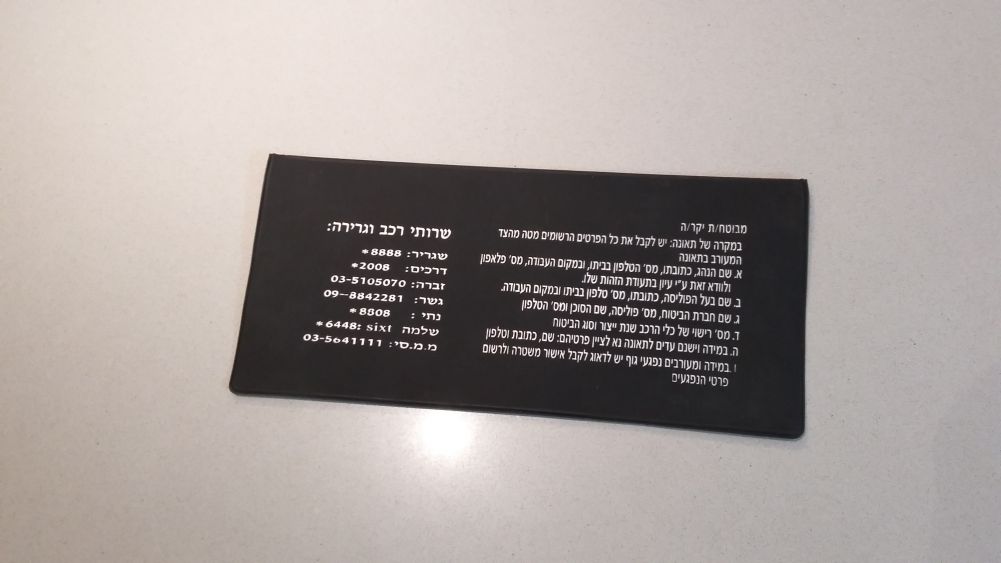 מבוטח/ת יקר/ה
במקרה של תאונה: יש לקבל את כל הפרטים הרשומים מטה מהצד
המעורב בתאונה
א. שם הנהג, כתובתו, מס' הטלפון בביתו, ובמקום העבודה, מס' פלאפון
ולוודא זאת ע"י עיון בתעודת הזהות שלו.
ב. שם בעל הפוליסה, כתובתו, מס' טלפון בביתו ובמקום העבודה.
ג. שם חברת הביטוח, מס' פוליסה, שם הסוכן ומס' הטלפון
ד. מס' רישוי של כלי הרכב שנת ייצור וסוג הביטוח
ה. במידה וישנם עדים לתאונה נא לציין פרטיהם: שם, כתובת וטלפון
ו. במידה ומעורבים נפגעי גוף יש לדאוג לקבל אישור משטרה ולרשום
פרטי הנפגעים
שרותי רכב וגרירה:
שגריר: 8888*
דרכים: 2008*
זברה: 03-5105070
גשר: 09-8842281
נתי : 8808*
שלמה sixt :6448*
מ.מ.סי: 03-5641111